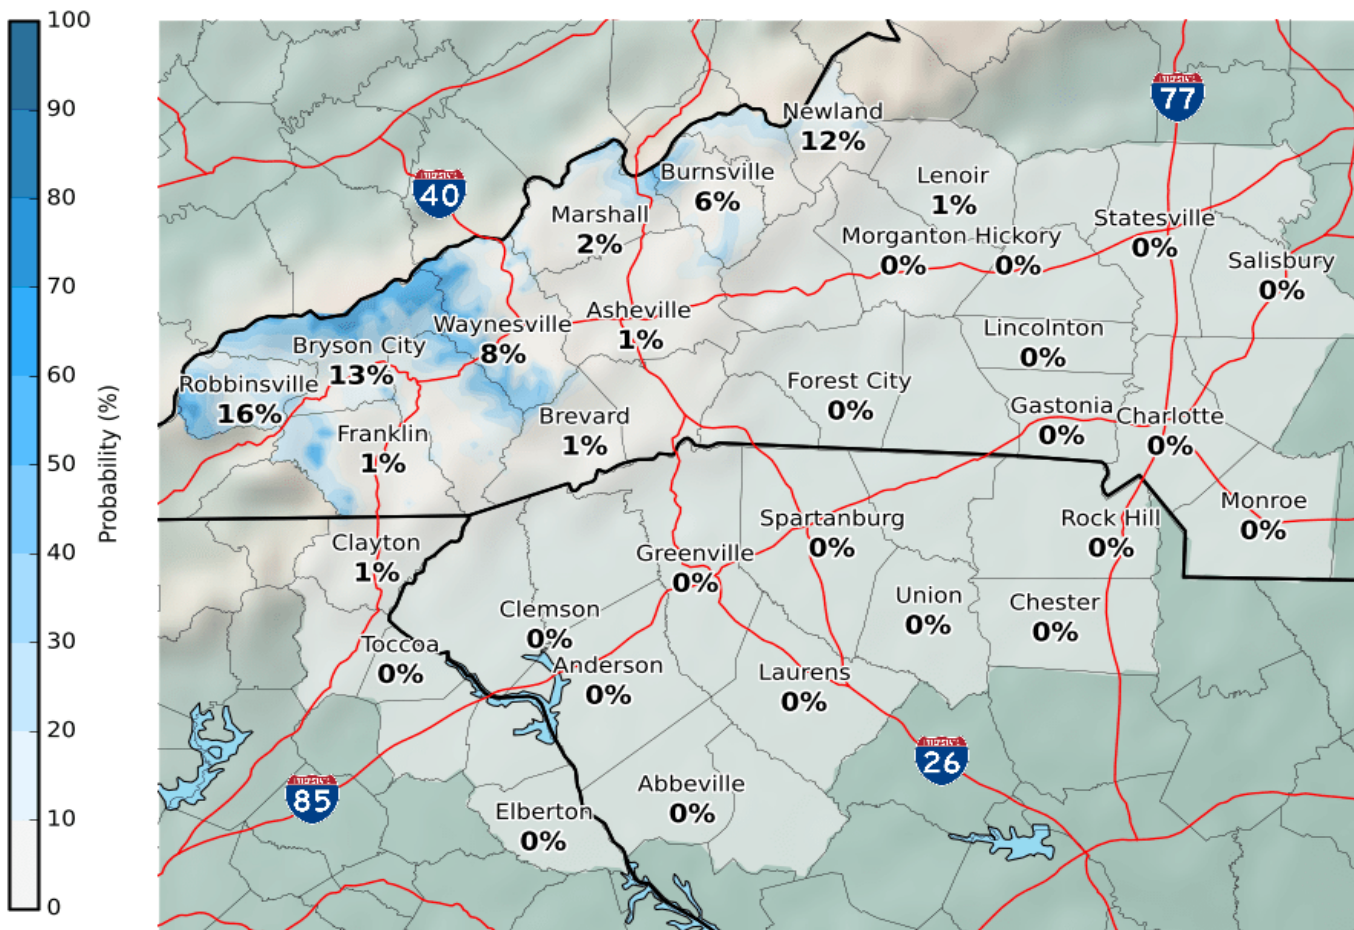 100
90
80
70
60
50
40
30
20
10
0
Probability (%)
77
Newland
12%
40
Burnsville
6%
Lenoir
1%
Marshall
2%
Statesville
0%
Morganton
0%
Hickory
0%
Salisbury
0%
Asheville
1%
Waynesville
8%
Lincolnton
0%
Bryson City
13%
Robbinsville
16%
Forest City
0%
Brevard
1%
Gastonia
0%
Charlotte
0%
Franklin
1%
Monroe
0%
Spartanburg
0%
Rock Hill
0%
Clayton
1%
Greenville
0%
Union
0%
Chester
0%
Clemson
0%
Toccoa
0%
Anderson
0%
Laurens
0%
26
85
Abbeville
0%
Elberton
0%